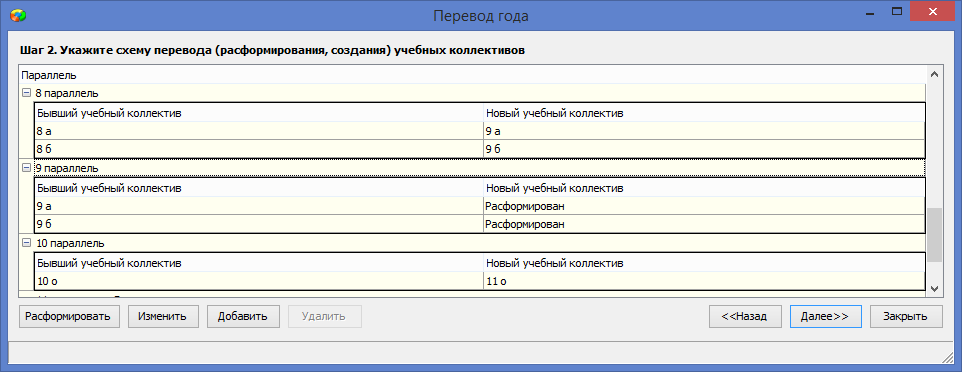 Перевод года
Шаг 2. Укажите схему перевода (расформирования, создания) учебных коллективов
Параллель
8 параллель
Бывший учебный коллектив Новый учебный коллектив
8 а 9 а
8 б 9 б
9 параллель
Бывший учебный коллектив Новый учебный коллектив
9 а Расформирован
9 б Расформирован
10 параллель
Бывший учебный коллектив Новый учебный коллектив
10 о 11 о
Расформировать Изменить Добавить Удалить <<Назад Далее>> Закрыть